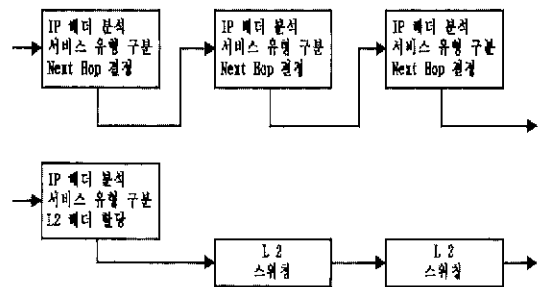 IP 헤더 분석
서비스 유형 구분
Next Hop 결정
IP 헤더 분석
서비스 유형 구분
Next Hop 결정
IP 헤더 분석
서비스 유형 구분
Next Hop 결정
IP 헤더 분석
서비스 유형 구분
L2 헤더 할당
L 2
스위칭
L 2
스위칭